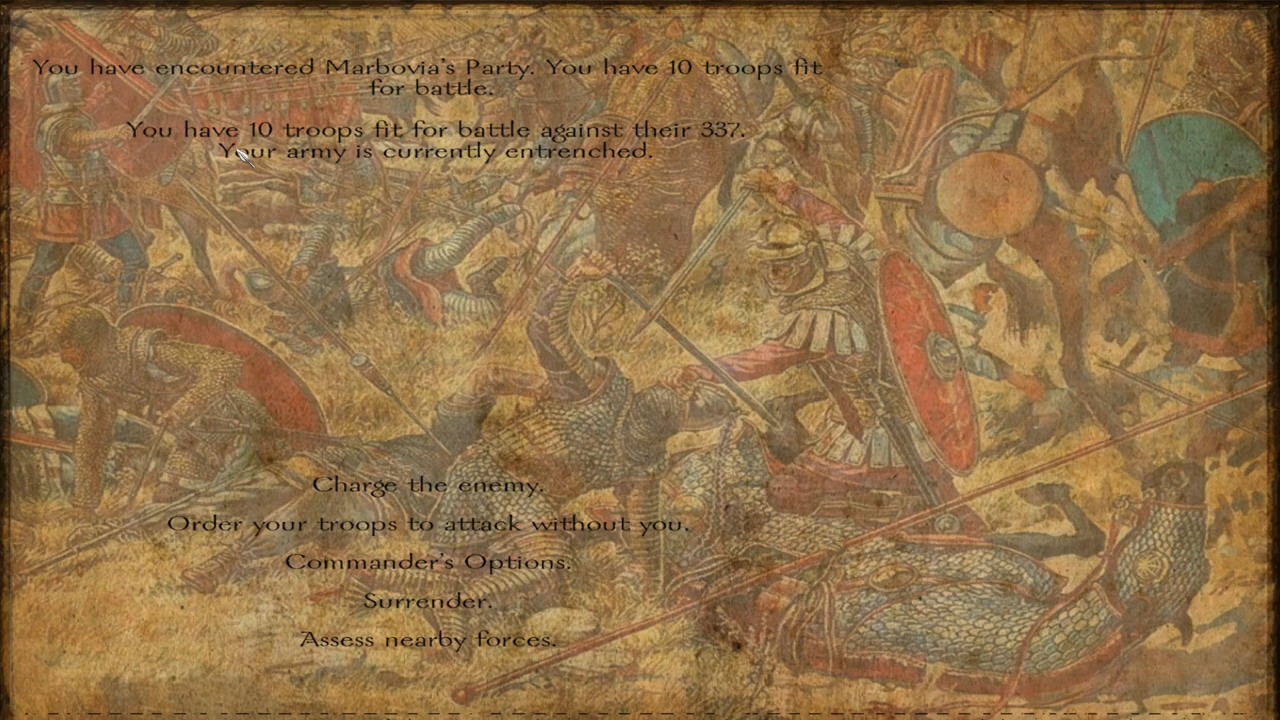 You have encountered Marbovia's Party. You have 10 troops fit
for battle.
You have 10 troops fit for battle against their 337.
Your army is currently entrenched.
Charge the enemy.
Order your troops to attack without you.
Commander's Options.
Surrender.
Assess nearby forces.